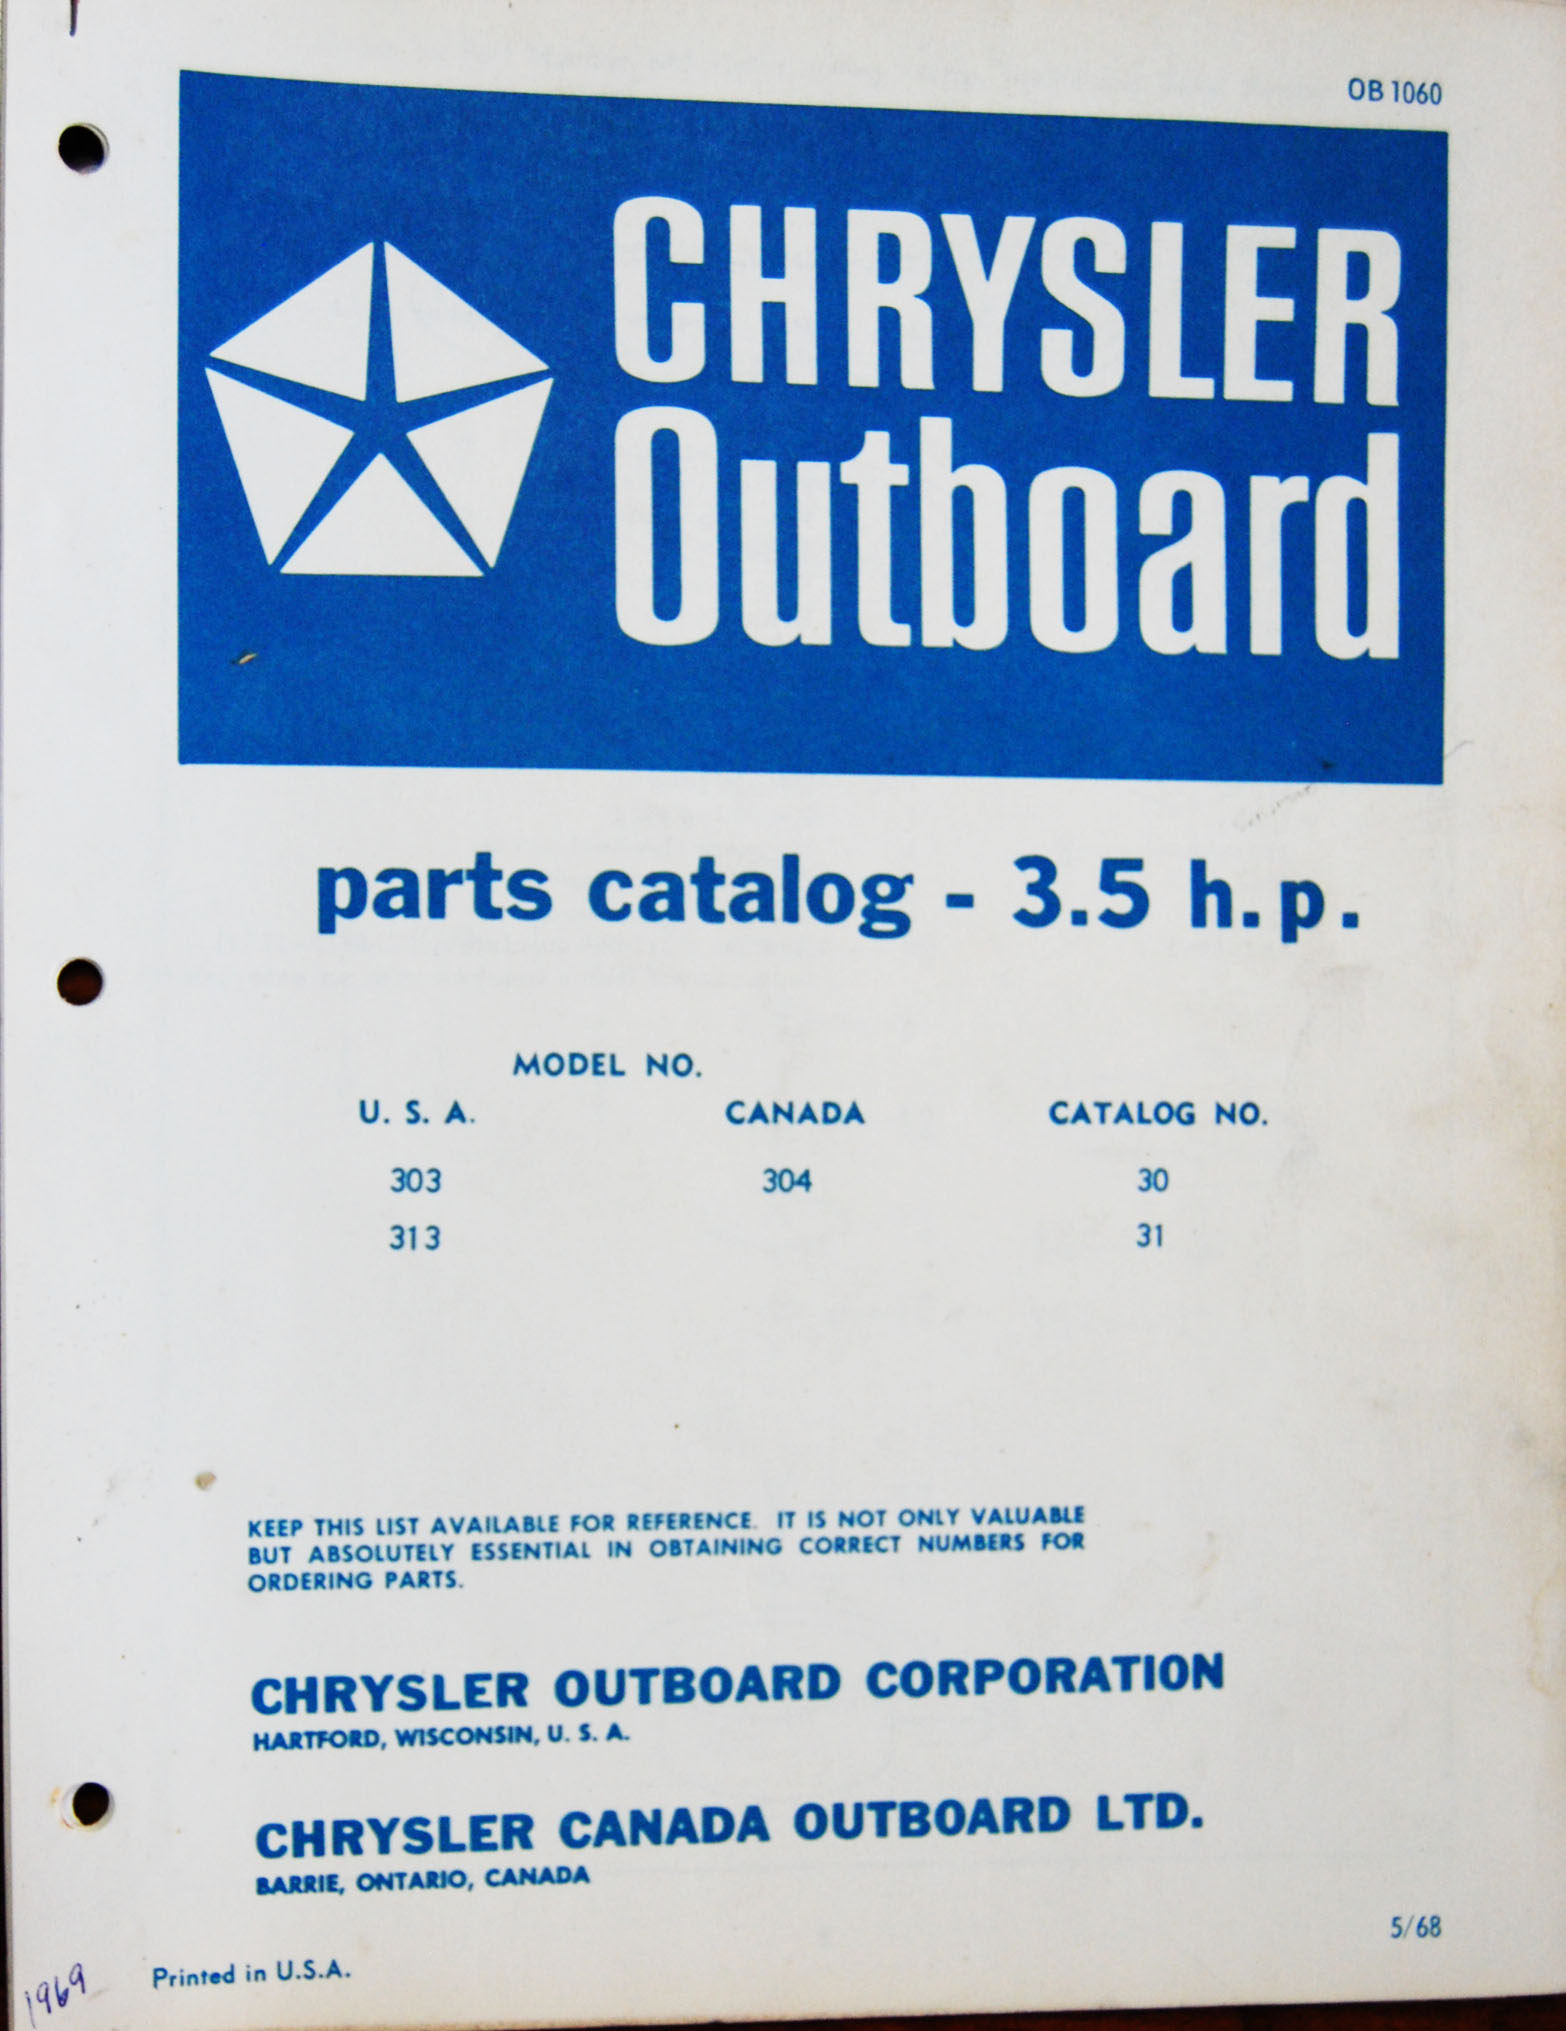 OB 1060
CHRYSLER
Outboard
parts catalog - 3.5 h.p.
MODEL NO.
U. S. A. CANADA CATALOG NO.
303 304 30
313 31
KEEP THIS LIST AVAILABLE FOR REFERENCE. IT IS NOT ONLY VALUABLE
BUT ABSOLUTELY ESSENTIAL IN OBTAINING CORRECT NUMBERS FOR
ORDERING PARTS.
CHRYSLER OUTBOARD CORPORATION
HARTFORD, WISCONSIN, U. S. A.
CHRYSLER CANADA OUTBOARD LTD.
BARRIE, ONTARIO, CANADA
5/68
Printed in U.S.A.
1969